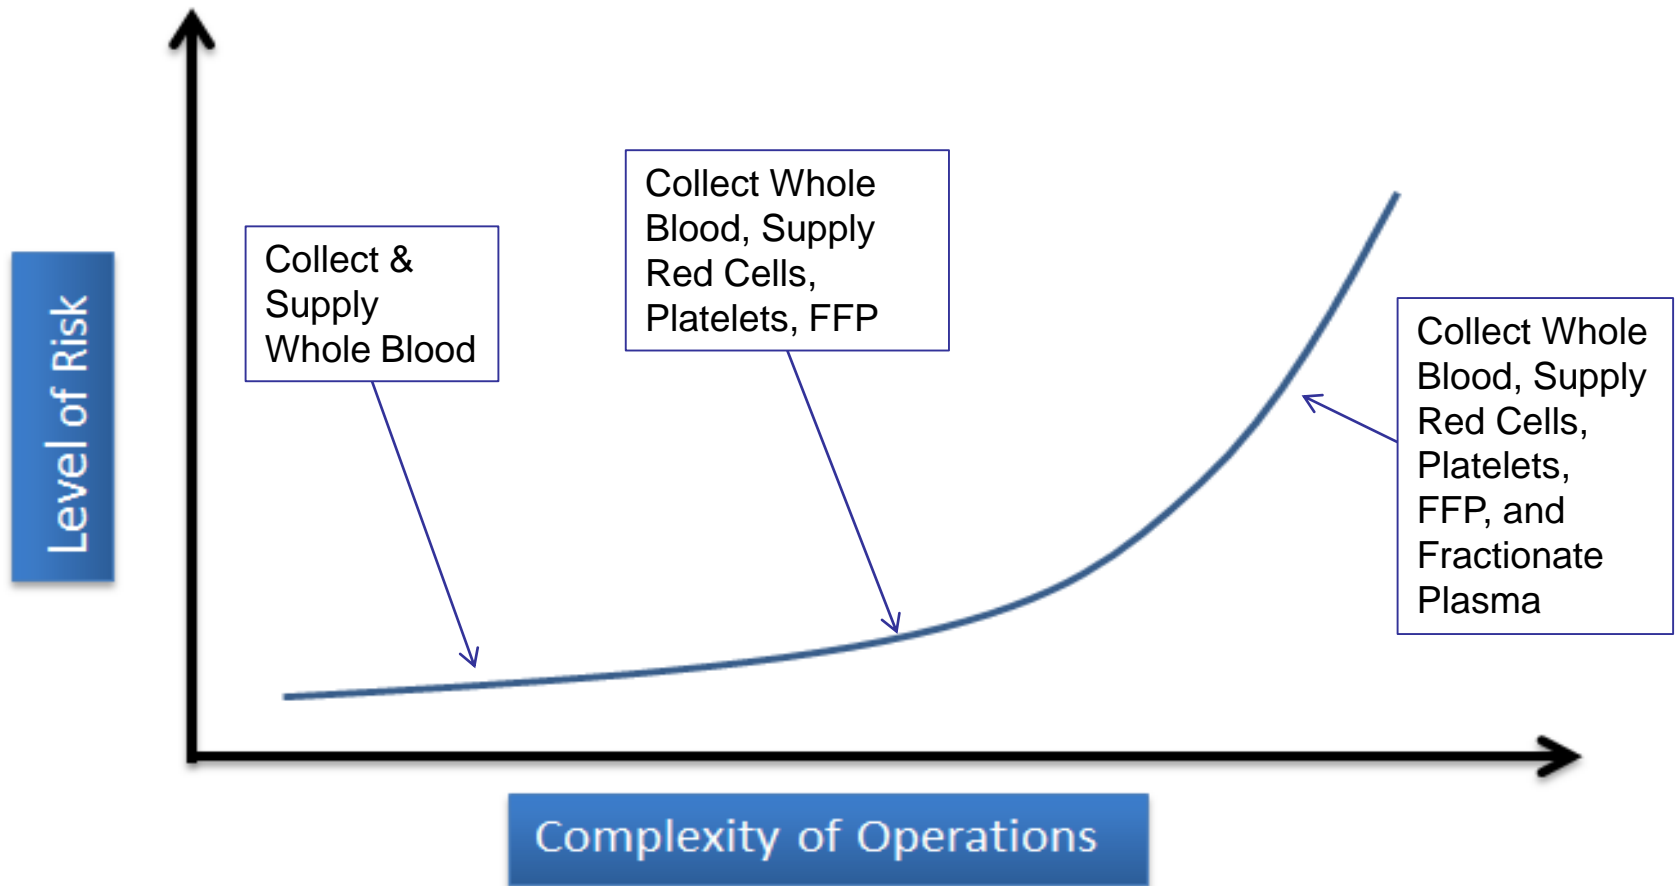 Level of Risk
Collect &
Supply
Whole Blood
Collect Whole
Blood, Supply
Red Cells,
Platelets, FFP
Collect Whole
Blood, Supply
Red Cells,
Platelets,
FFP, and
Fractionate
Plasma
Complexity of Operations